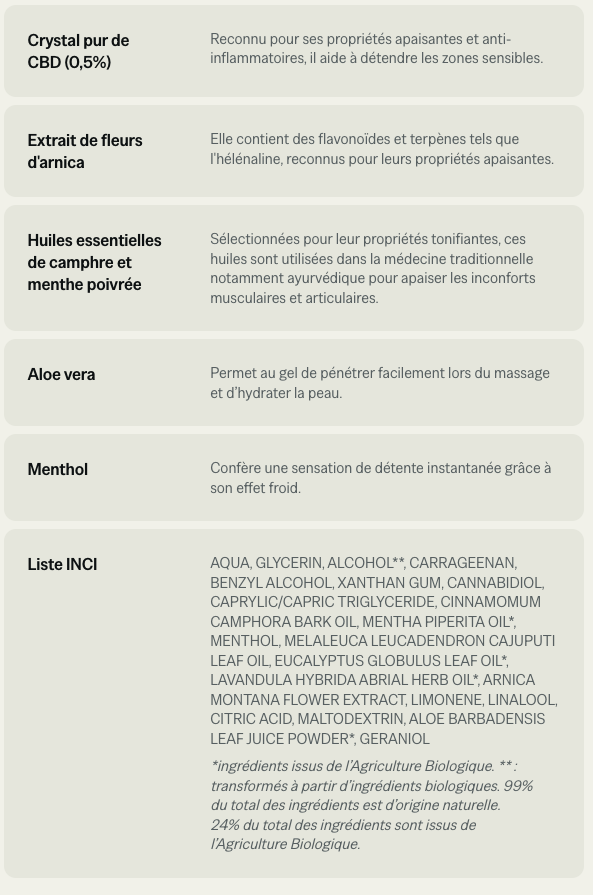 Crystal pur de
CBD (0,5%)
Reconnu pour ses propriétés apaisantes et anti-
inflammatoires, il aide à détendre les zones sensibles.
Extrait de fleurs
d'arnica
Elle contient des flavonoïdes et terpènes tels que
l'hélénaline, reconnus pour leurs propriétés apaisantes.
Huiles essentielles
de camphre et
menthe poivrée
Sélectionnées pour leur propriétés tonifiantes, ces
huiles sont utilisées dans la médecine traditionnelle
notamment ayurvédique pour apaiser les inconforts
musculaires et articulaires.
Aloe vera
Permet au gel de pénétrer facilement lors du massage
et d'hydrater la peau.
Menthol
Confère une sensation de détente instantanée grâce à
son effet froid.
Liste INCI
AQUA, GLYCERIN, ALCOHOL**, CARRAGEENAN,
BENZYL ALCOHOL, XANTHAN GUM, CANNABIDIOL,
CAPRYLIC/CAPRIC TRIGLYCERIDE, CINNAMOMUM
CAMPHORA BARK OIL, MENTHA PIPERITA OIL*,
MENTHOL, MELALEUCA LEUCADENDRON CAJUPUTI
LEAF OIL, EUCALYPTUS GLOBULUS LEAF OIL*,
LAVANDULA HYBRIDA ABRIAL HERB OIL*, ARNICA
MONTANA FLOWER EXTRACT, LIMONENE, LINALOOL,
CITRIC ACID, MALTODEXTRIN, ALOE BARBADENSIS
LEAF JUICE POWDER*, GERANIOL
*ingrédients issus de l'Agriculture Biologique. ** :
transformés à partir d'ingrédients biologiques. 99%
du total des ingrédients est d'origine naturelle.
24% du total des ingrédients sont issus de
l'Agriculture Biologique.